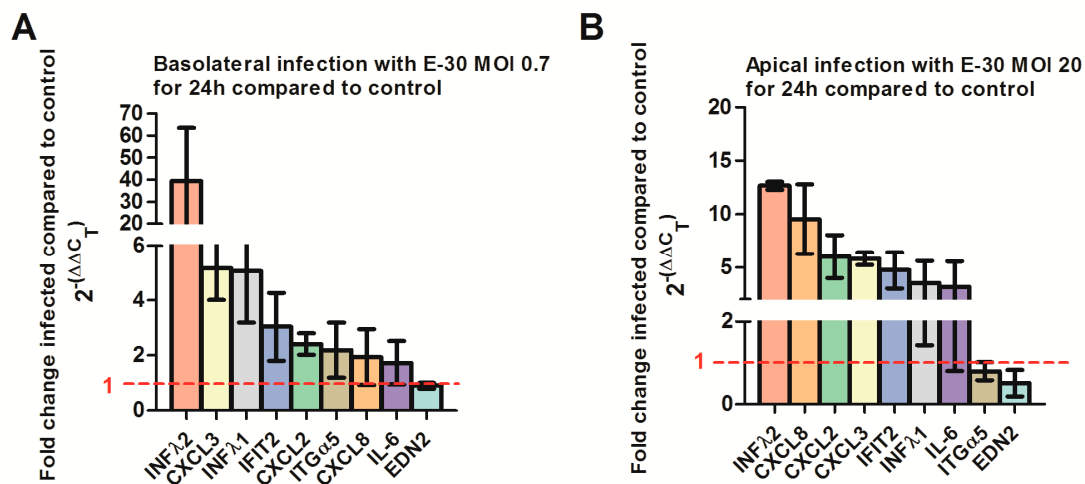 A
Basolateral infection with E-30 MOI 0.7
for 24h compared to control
Fold change infected compared to control
2-(ΔΔCT)
70
60
50
40
30
20
6
4
2
0
1
INFλ2
CXCL3
INFλ1
IFIT2
CXCL2
ITGα5
CXCL8
IL-6
EDN2
B
Apical infection with E-30 MOI 20
for 24h compared to control
Fold change infected compared to control
2-(ΔΔCT)
20
15
10
5
2
0
1
INFλ2
CXCL8
CXCL2
CXCL3
IFIT2
INFλ1
IL-6
ITGα5
EDN2